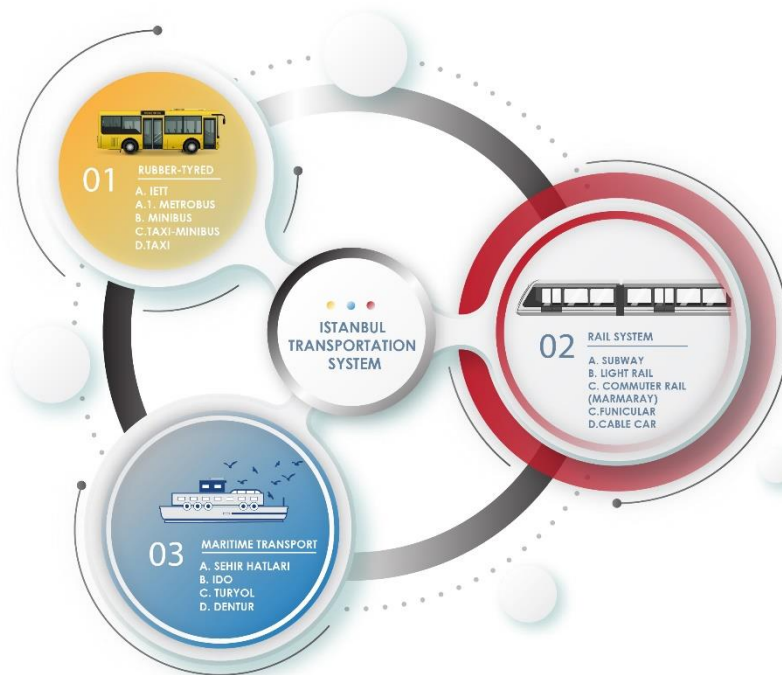 ISTANBUL
TRANSPORTATION
SYSTEM
01
RUBBER-TYRED
A. IETT
A.1. METROBUS
B. MINIBUS
C.TAXI-MINIBUS
D.TAXI
02
RAIL SYSTEM
A. SUBWAY
B. LIGHT RAIL
C. COMMUTER RAIL
(MARMARAY)
C.FUNICULAR
D.CABLE CAR
03
MARITIME TRANSPORT
A. SEHIR HATLARI
B. IDO
C. TURYOL
D. DENTUR